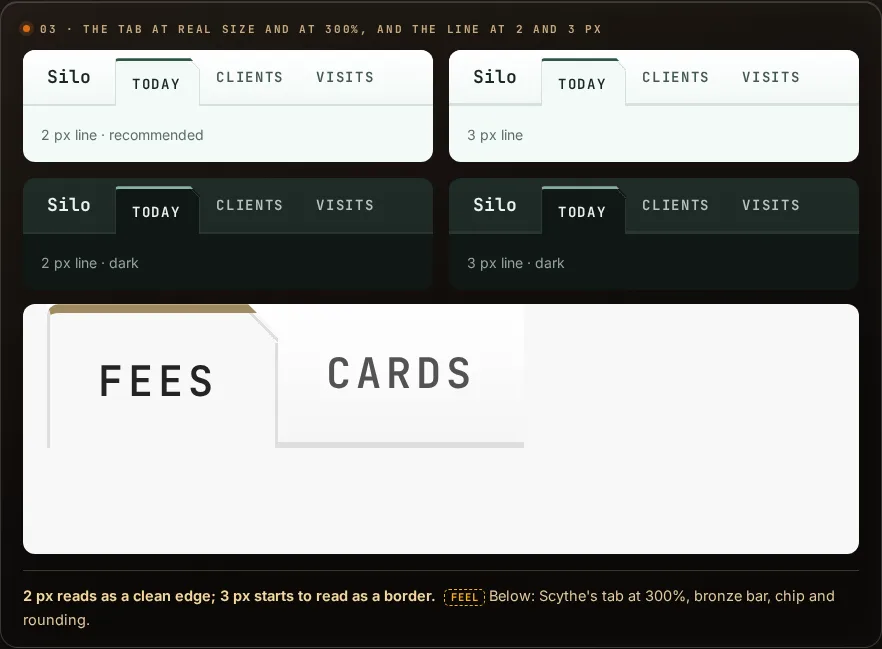 03 · THE TAB AT REAL SIZE AND AT 300%, AND THE LINE AT 2 AND 3 PX
Silo TODAY CLIENTS VISITS
2 px line · recommended
Silo TODAY CLIENTS VISITS
3 px line
Silo TODAY CLIENTS VISITS
2 px line · dark
Silo TODAY CLIENTS VISITS
3 px line · dark
FEES CARDS
2 px reads as a clean edge; 3 px starts to read as a border. FEEL Below: Scythe's tab at 300%, bronze bar, chip and
rounding.